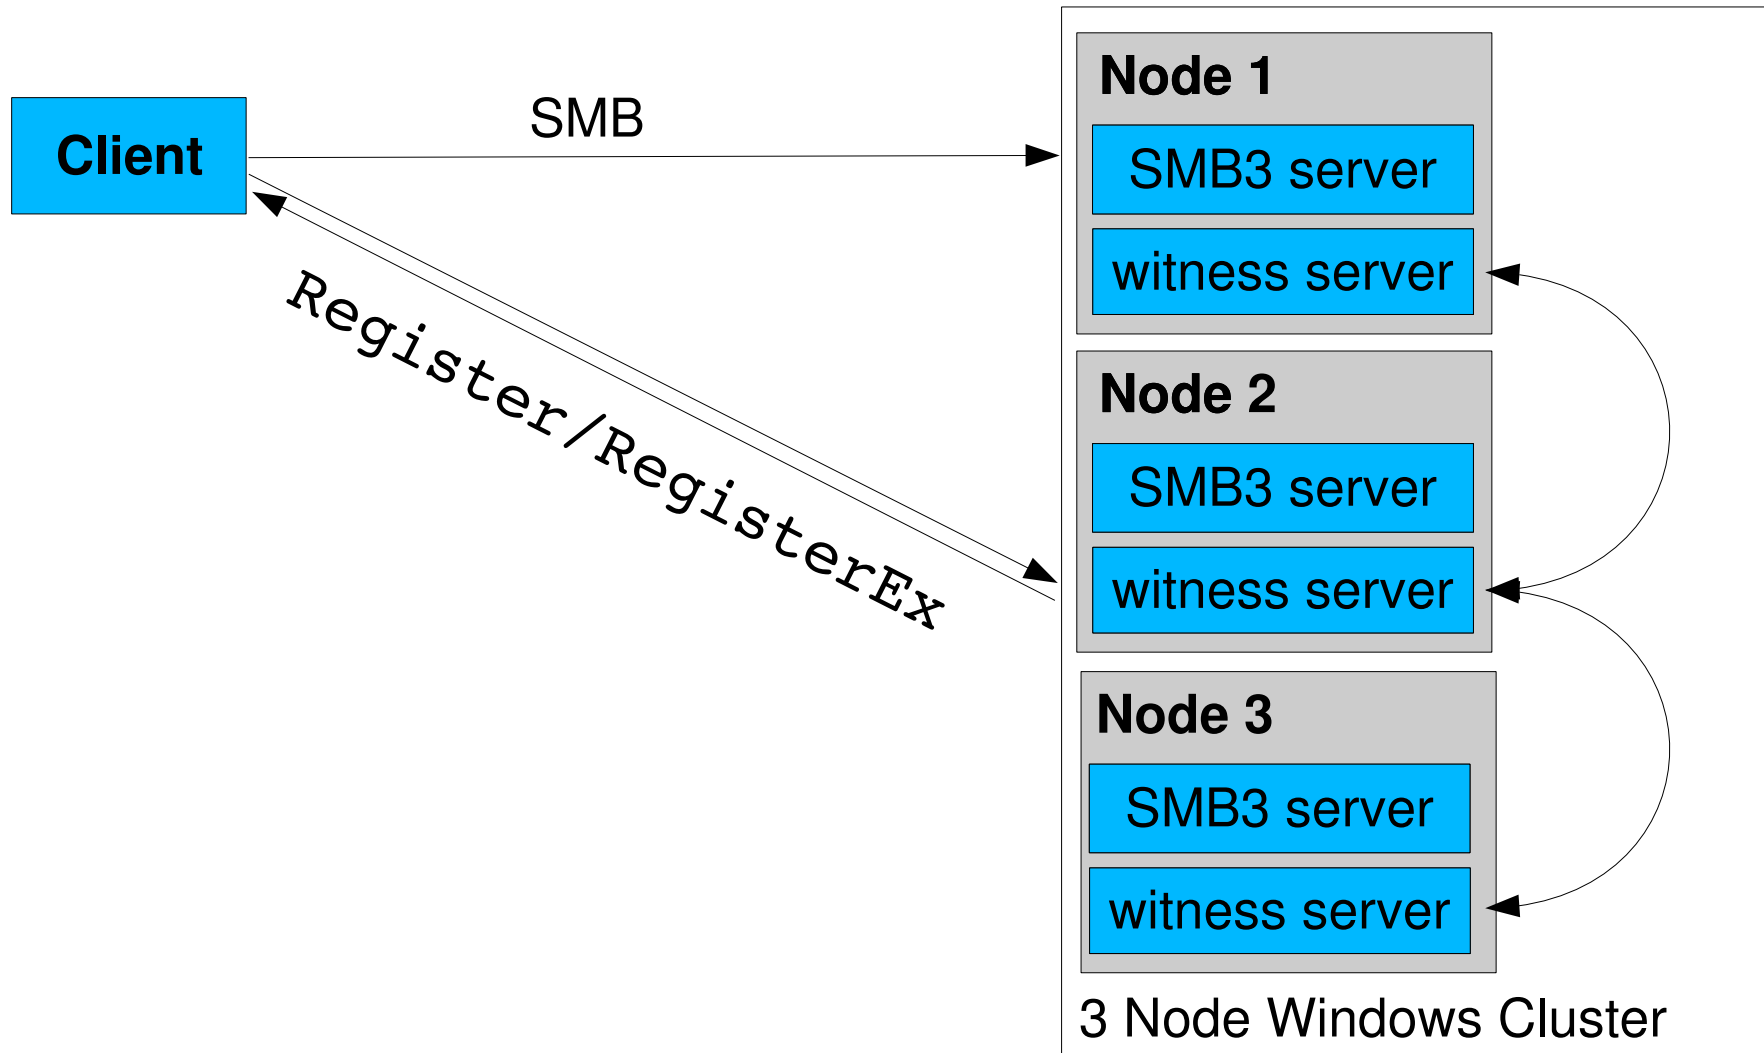 Client
SMB
Register/RegisterEx
Node 1
SMB3 server
witness server
Node 2
SMB3 server
witness server
Node 3
SMB3 server
witness server
3 Node Windows Cluster